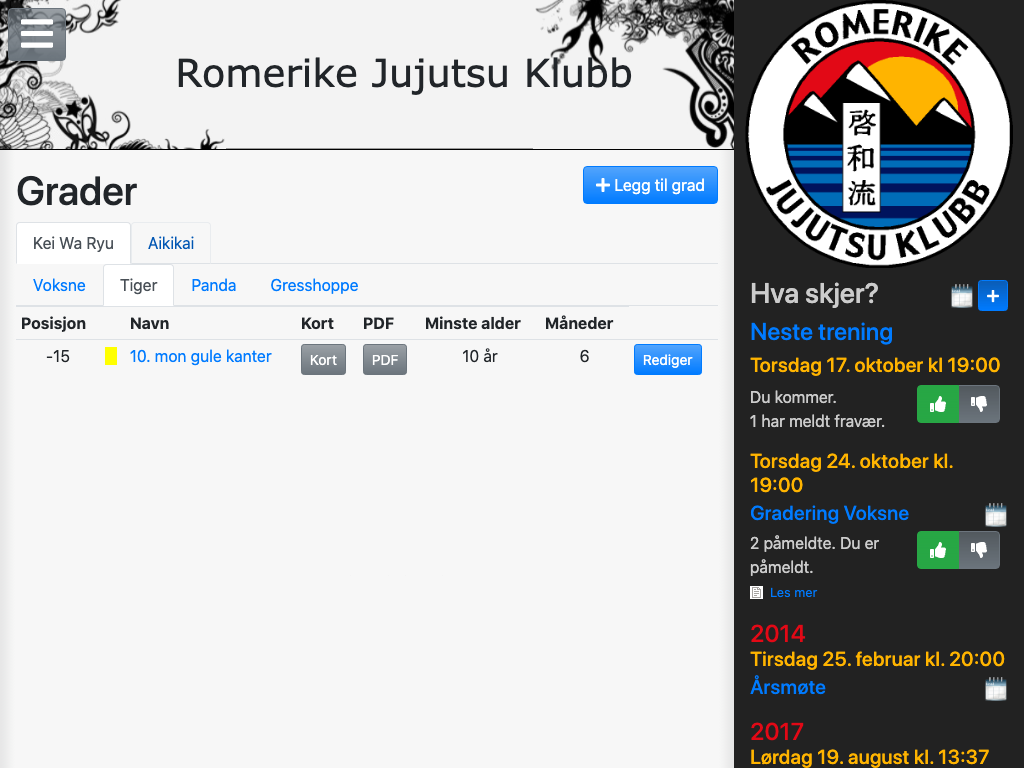 Romerike Jujutsu Klubb
Grader
Legg til grad
Kei Wa Ryu
Aikikai
Voksne
Tiger
Panda
Gresshoppe
Posisjon Navn Kort PDF Minste alder Måneder
-15 10. mon gule kanter Kort PDF 10 år 6 Rediger
ROMERIKE
啓和流
JUJUTSU KLUBB
Hva skjer?
Neste trening
Torsdag 17. oktober kl 19:00
Du kommer.
1 har meldt fravær.
Torsdag 24. oktober kl.
19:00
Gradering Voksne
2 påmeldte. Du er
påmeldt.
Les mer
2014
Tirsdag 25. februar kl. 20:00
Årsmøte
2017
Lørdag 19. august kl. 13:37